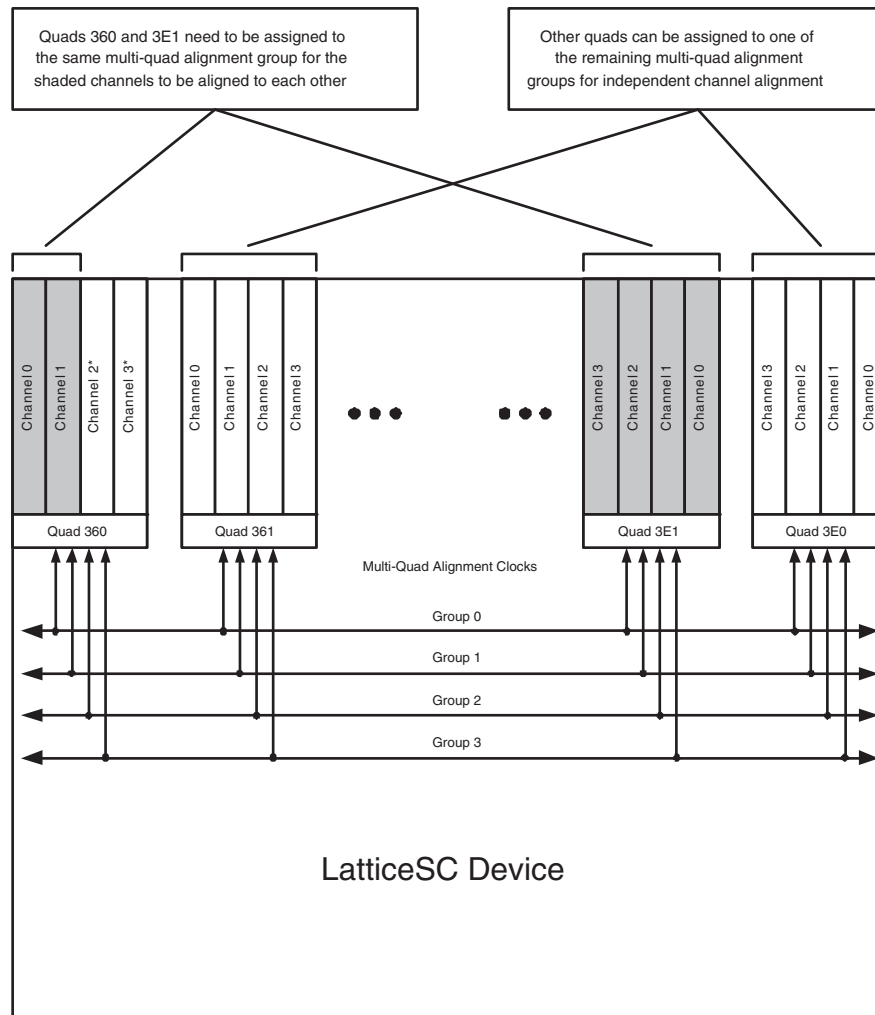 Quads 360 and 3E1 need to be assigned to
the same multi-quad alignment group for the
shaded channels to be aligned to each other
Other quads can be assigned to one of
the remaining multi-quad alignment
groups for independent channel alignment
Channel 0
Channel 1
Channel 2*
Channel 3*
Channel 0
Channel 1
Channel 2
Channel 3
Channel 3
Channel 2
Channel 1
Channel 0
Channel 3
Channel 2
Channel 1
Channel 0
Quad 360
Quad 361
Quad 3E1
Quad 3E0
Multi-Quad Alignment Clocks
Group 0
Group 1
Group 2
Group 3
LatticeSC Device